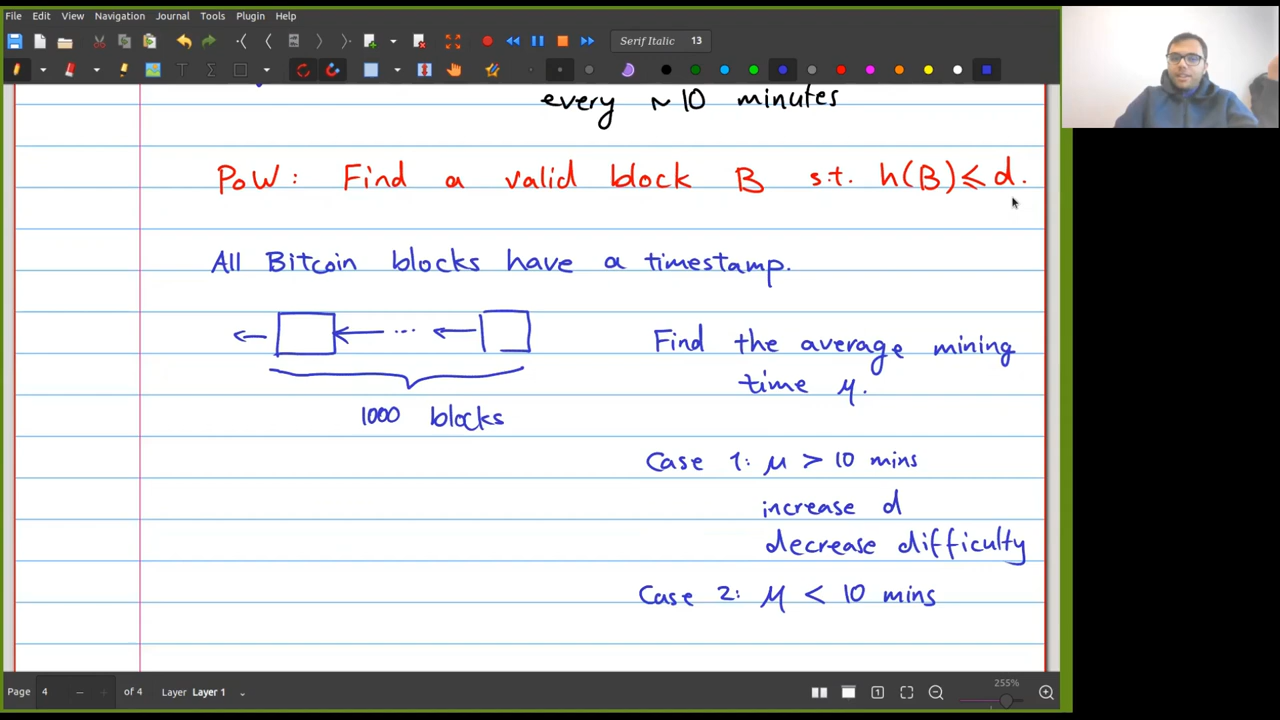 File Edit View Navigation Journal Tools Plugin Help
Serif Italic 13
every ~ 10 minutes
PoW: Find a valid block B s.t. h(B)≤d.
All Bitcoin blocks have a timestamp.
...
1000 blocks
Find the average mining
time μ.
Case 1: μ > 10 mins
increase d
decrease difficulty
Case 2: μ < 10 mins
Page 4 of 4 Layer Layer 1
255%